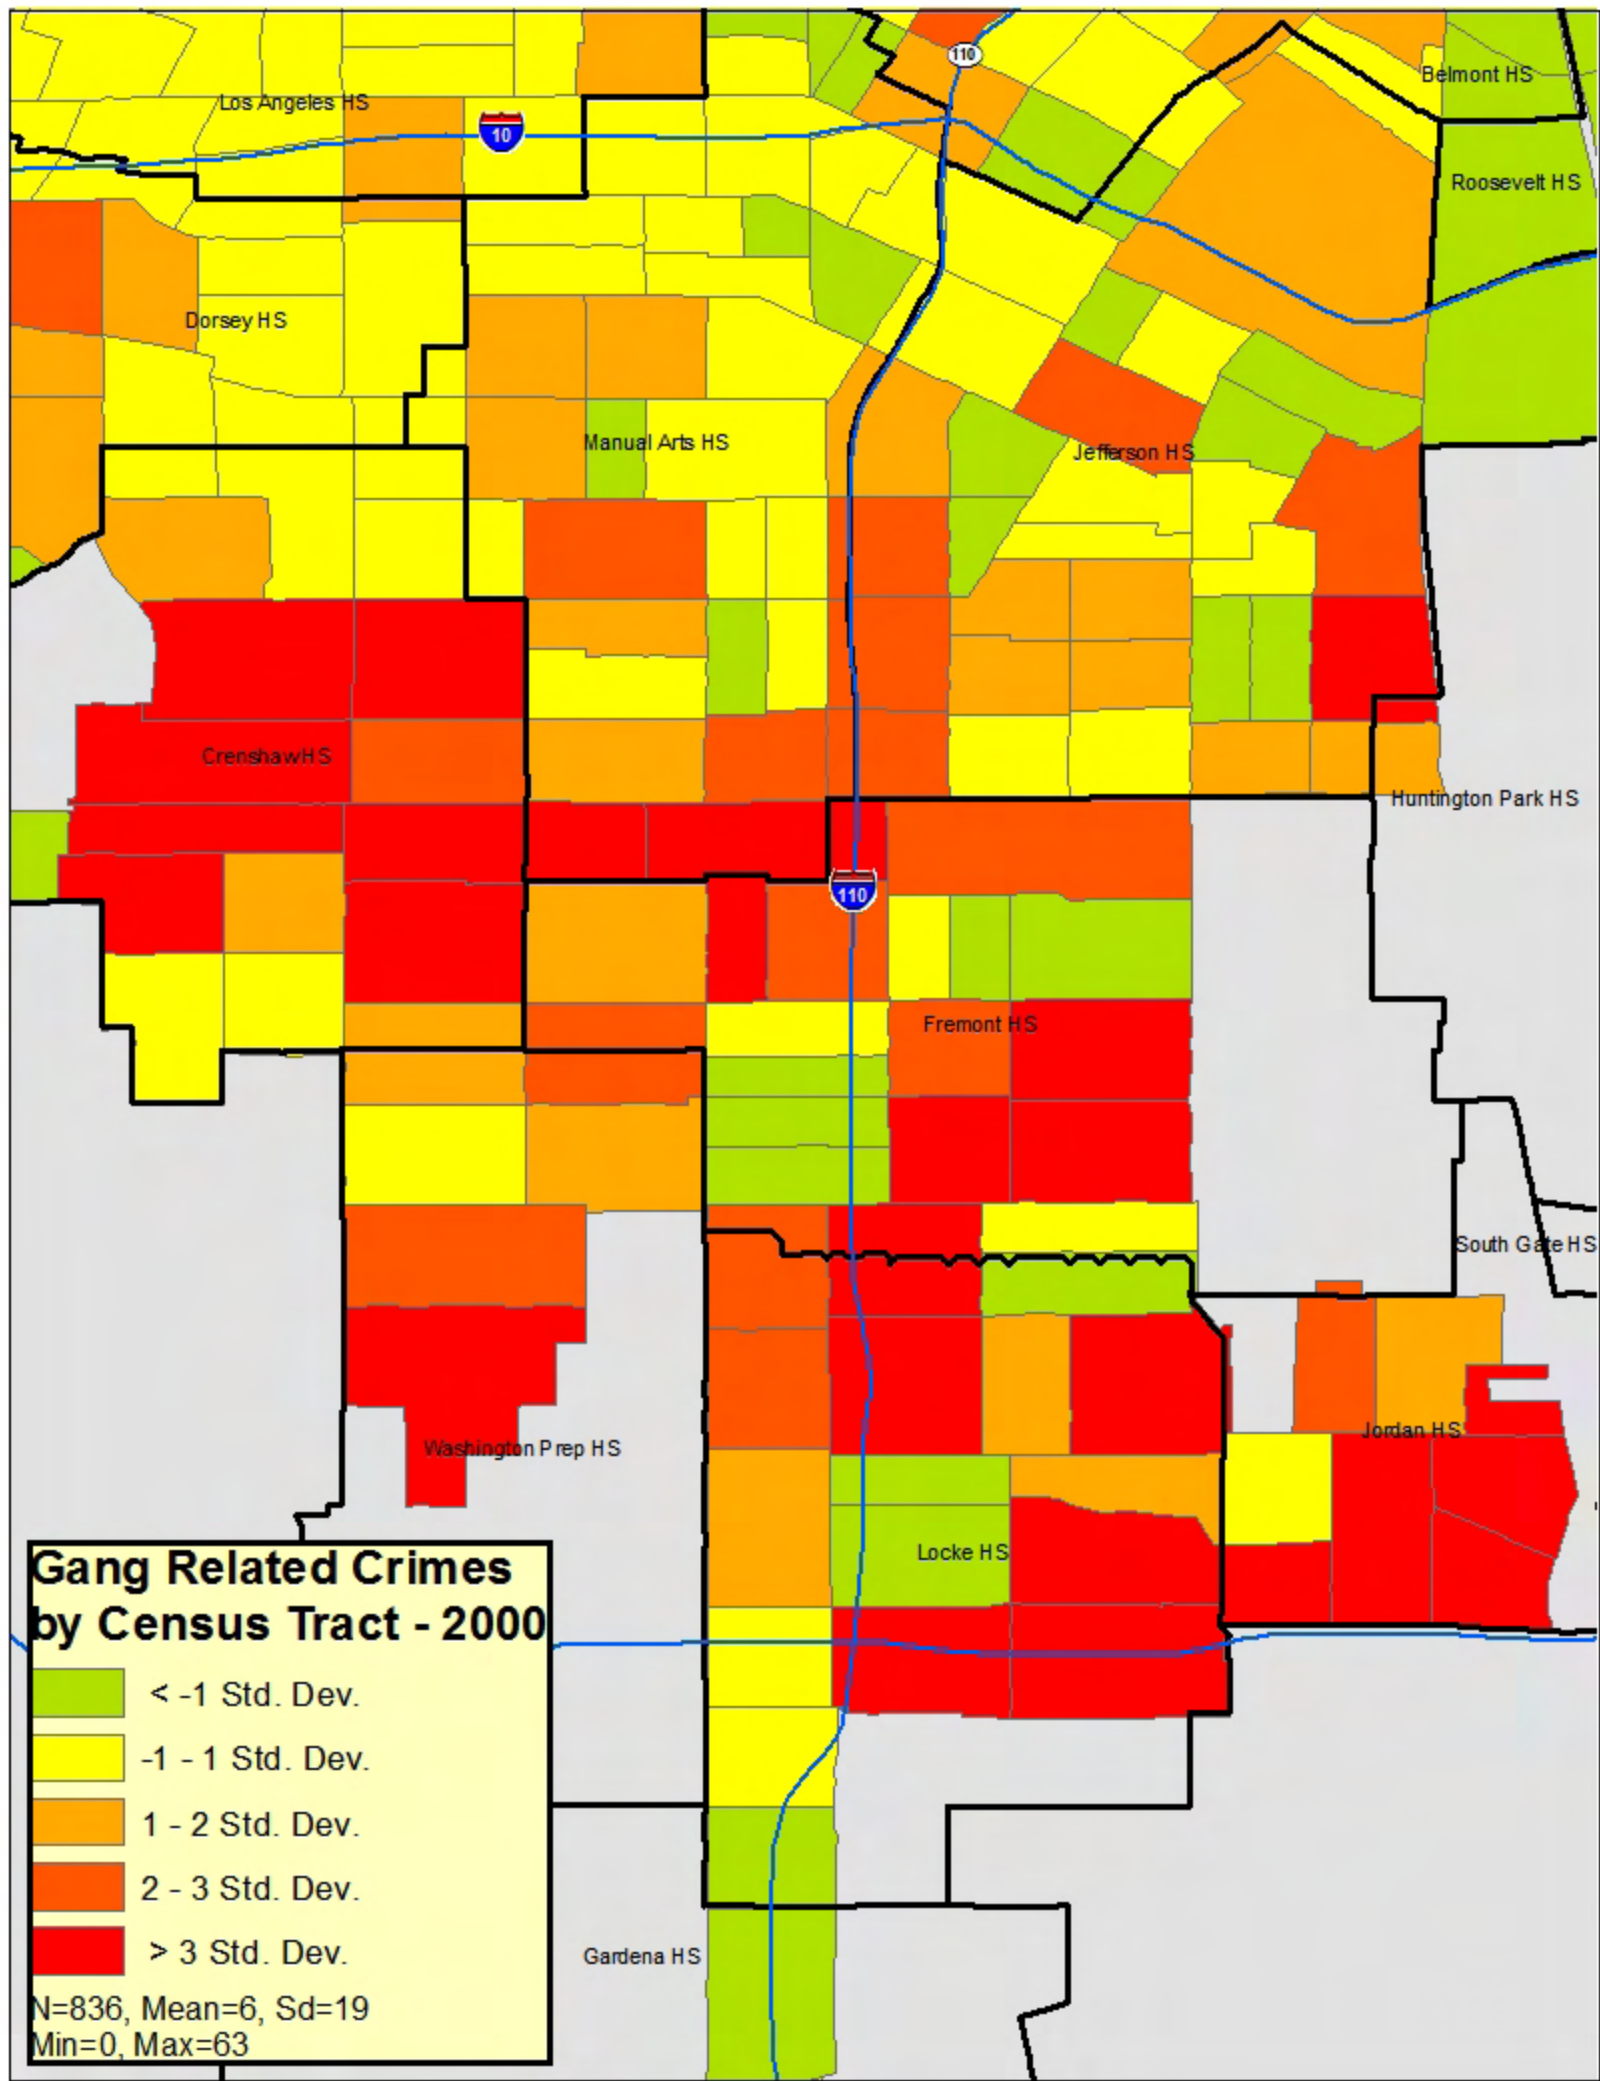 110
Belmont HS
Los Angeles HS
10
Roosevelt HS
Dorsey HS
Manual Arts HS
Jefferson HS
CrenshawHS
Huntington Park HS
110
Fremont HS
South Gate HS
Jordan HS
Washington Prep HS
Locke HS
Gang Related Crimes
by Census Tract - 2000
< -1 Std. Dev.
-1 - 1 Std. Dev.
1 - 2 Std. Dev.
2 - 3 Std. Dev.
> 3 Std. Dev.
N=836, Mean=6, Sd=19
Min=0, Max=63
Gardena HS